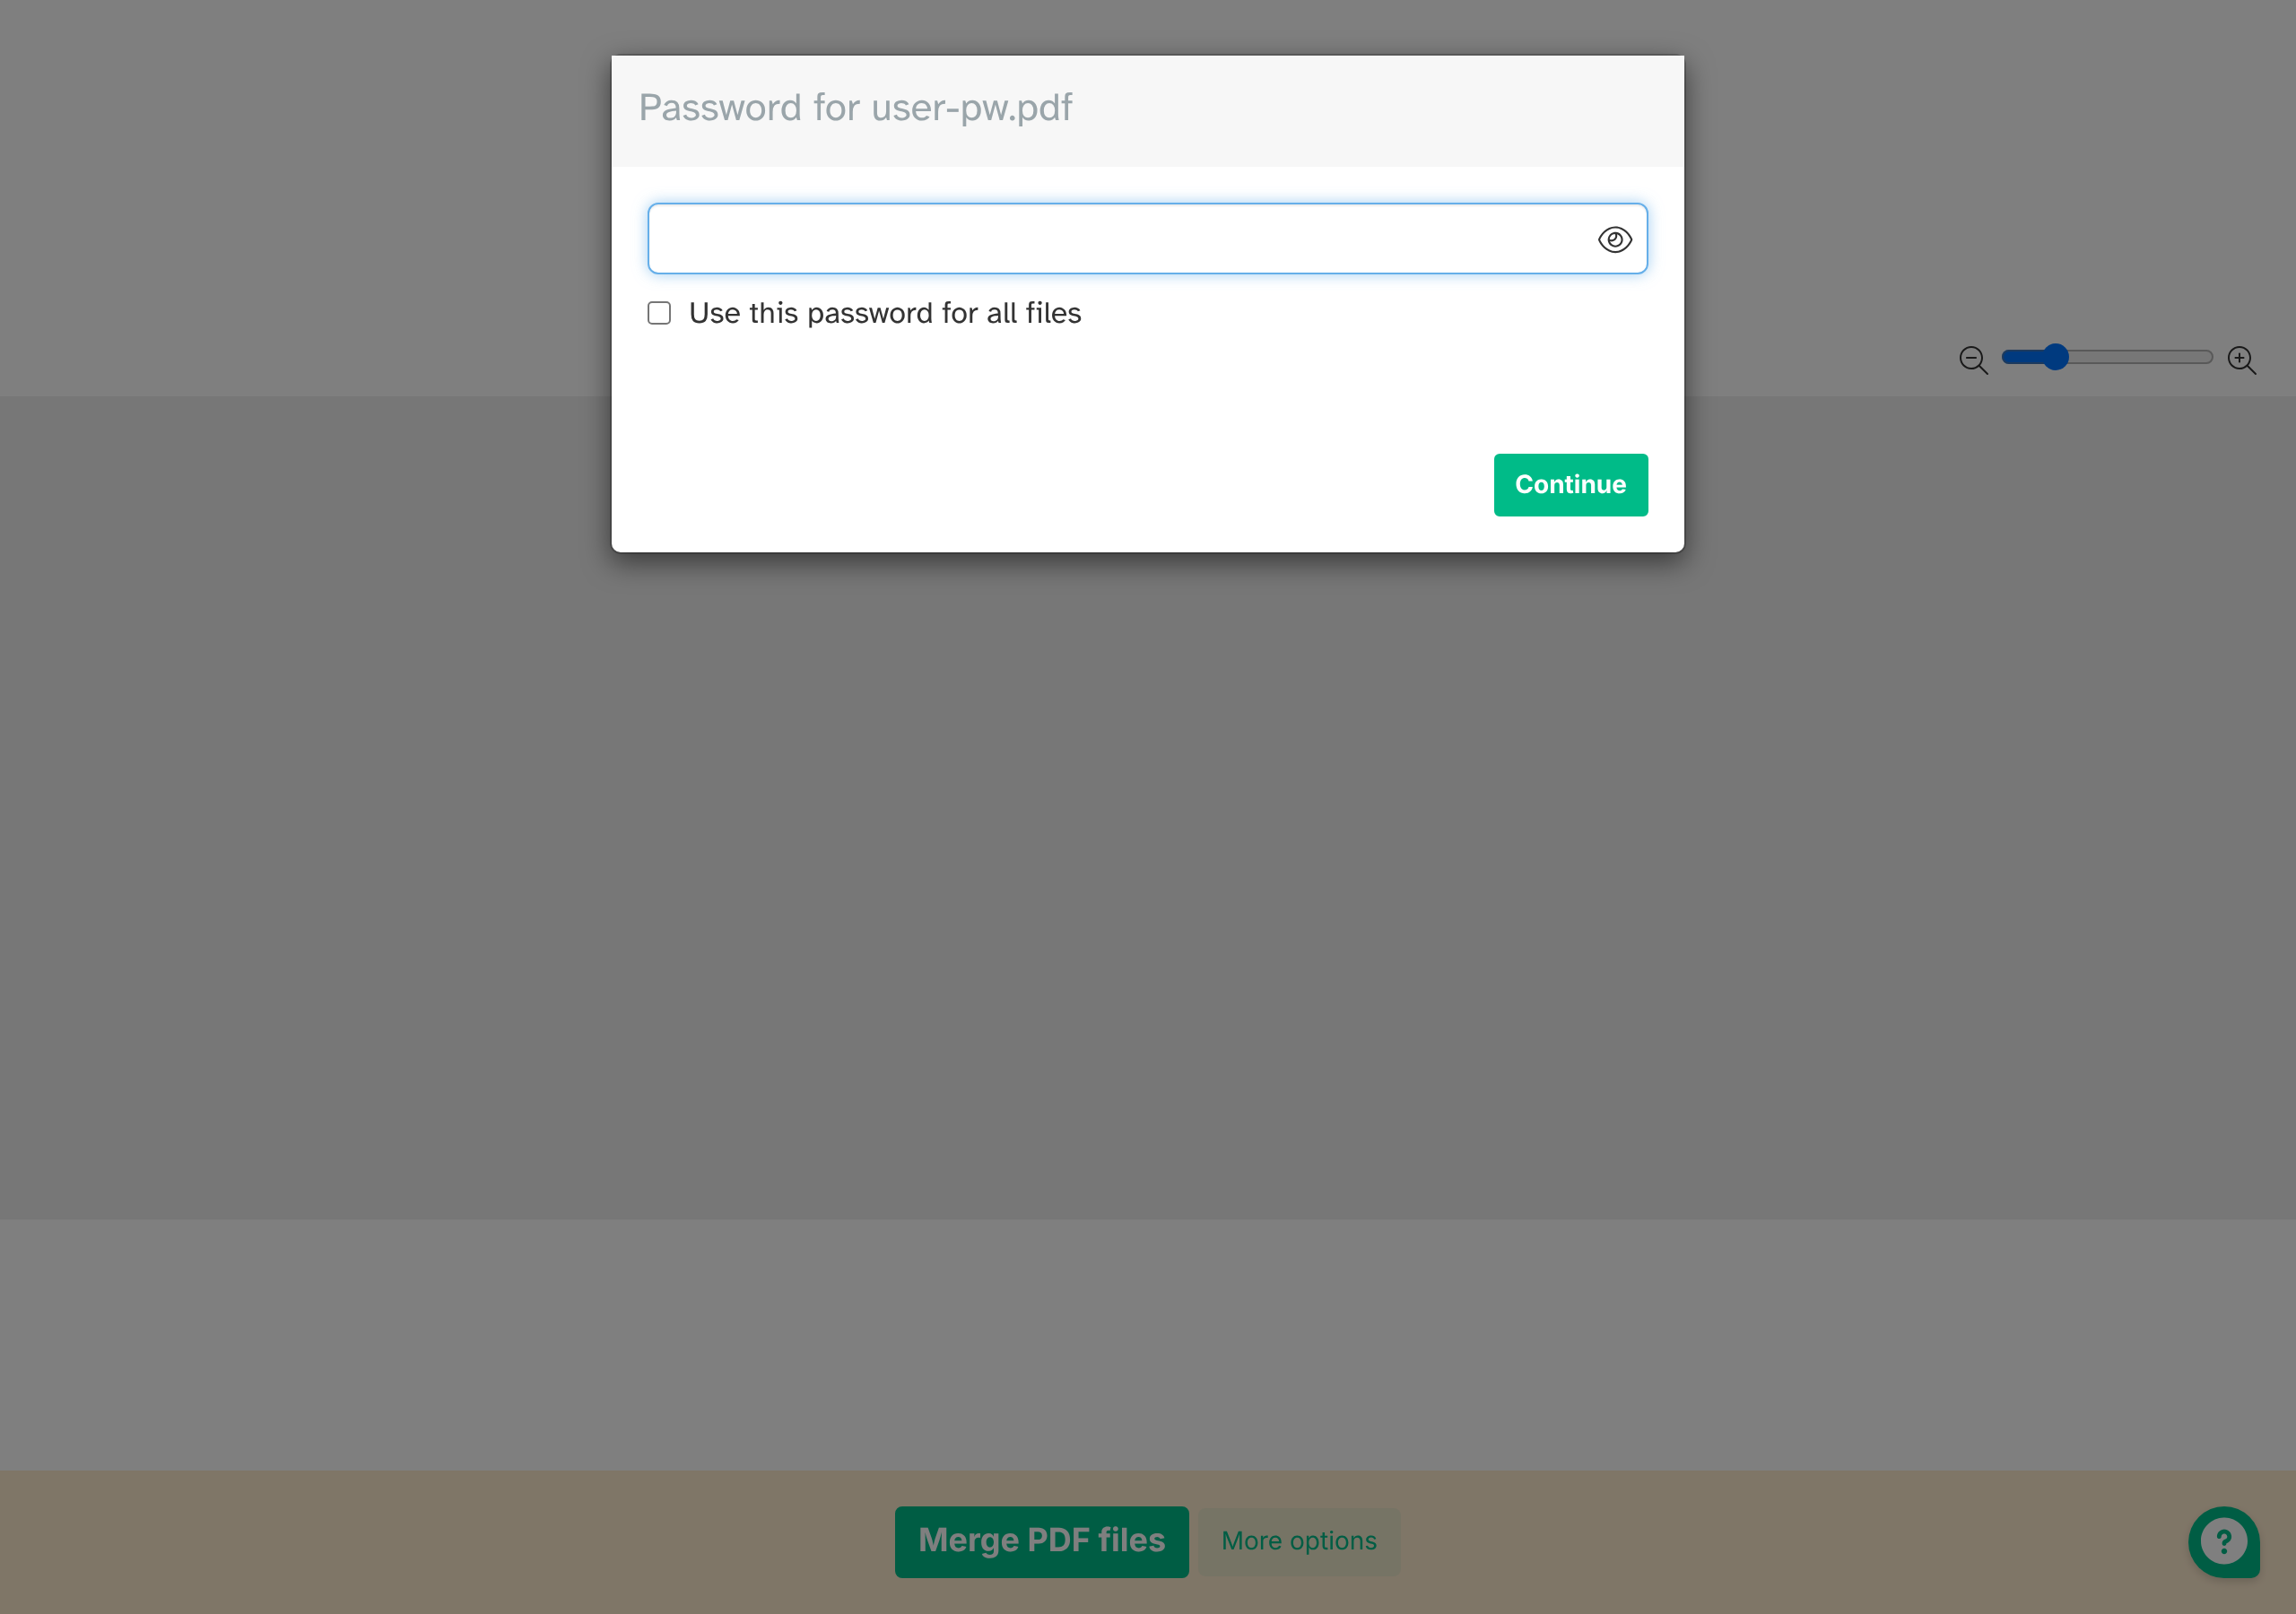 Password for user-pw.pdf
Use this password for all files
Continue
Merge PDF files
More options
?